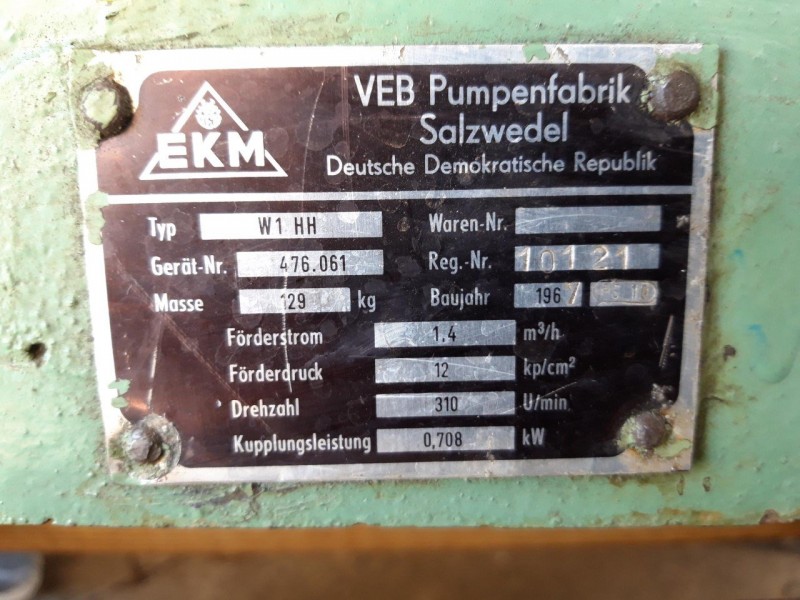 EKM
VEB Pumpenfabrik
Salzwedel
Deutsche Demokratische Republik
Typ W1 HH Waren-Nr.
Gerät-Nr. 476.061 Reg.-Nr. 10121
Masse 129 kg Baujahr 1967
Förderstrom 1.4 m³/h
Förderdruck 12 kp/cm²
Drehzahl 310 U/min
Kupplungsleistung 0,708 kW